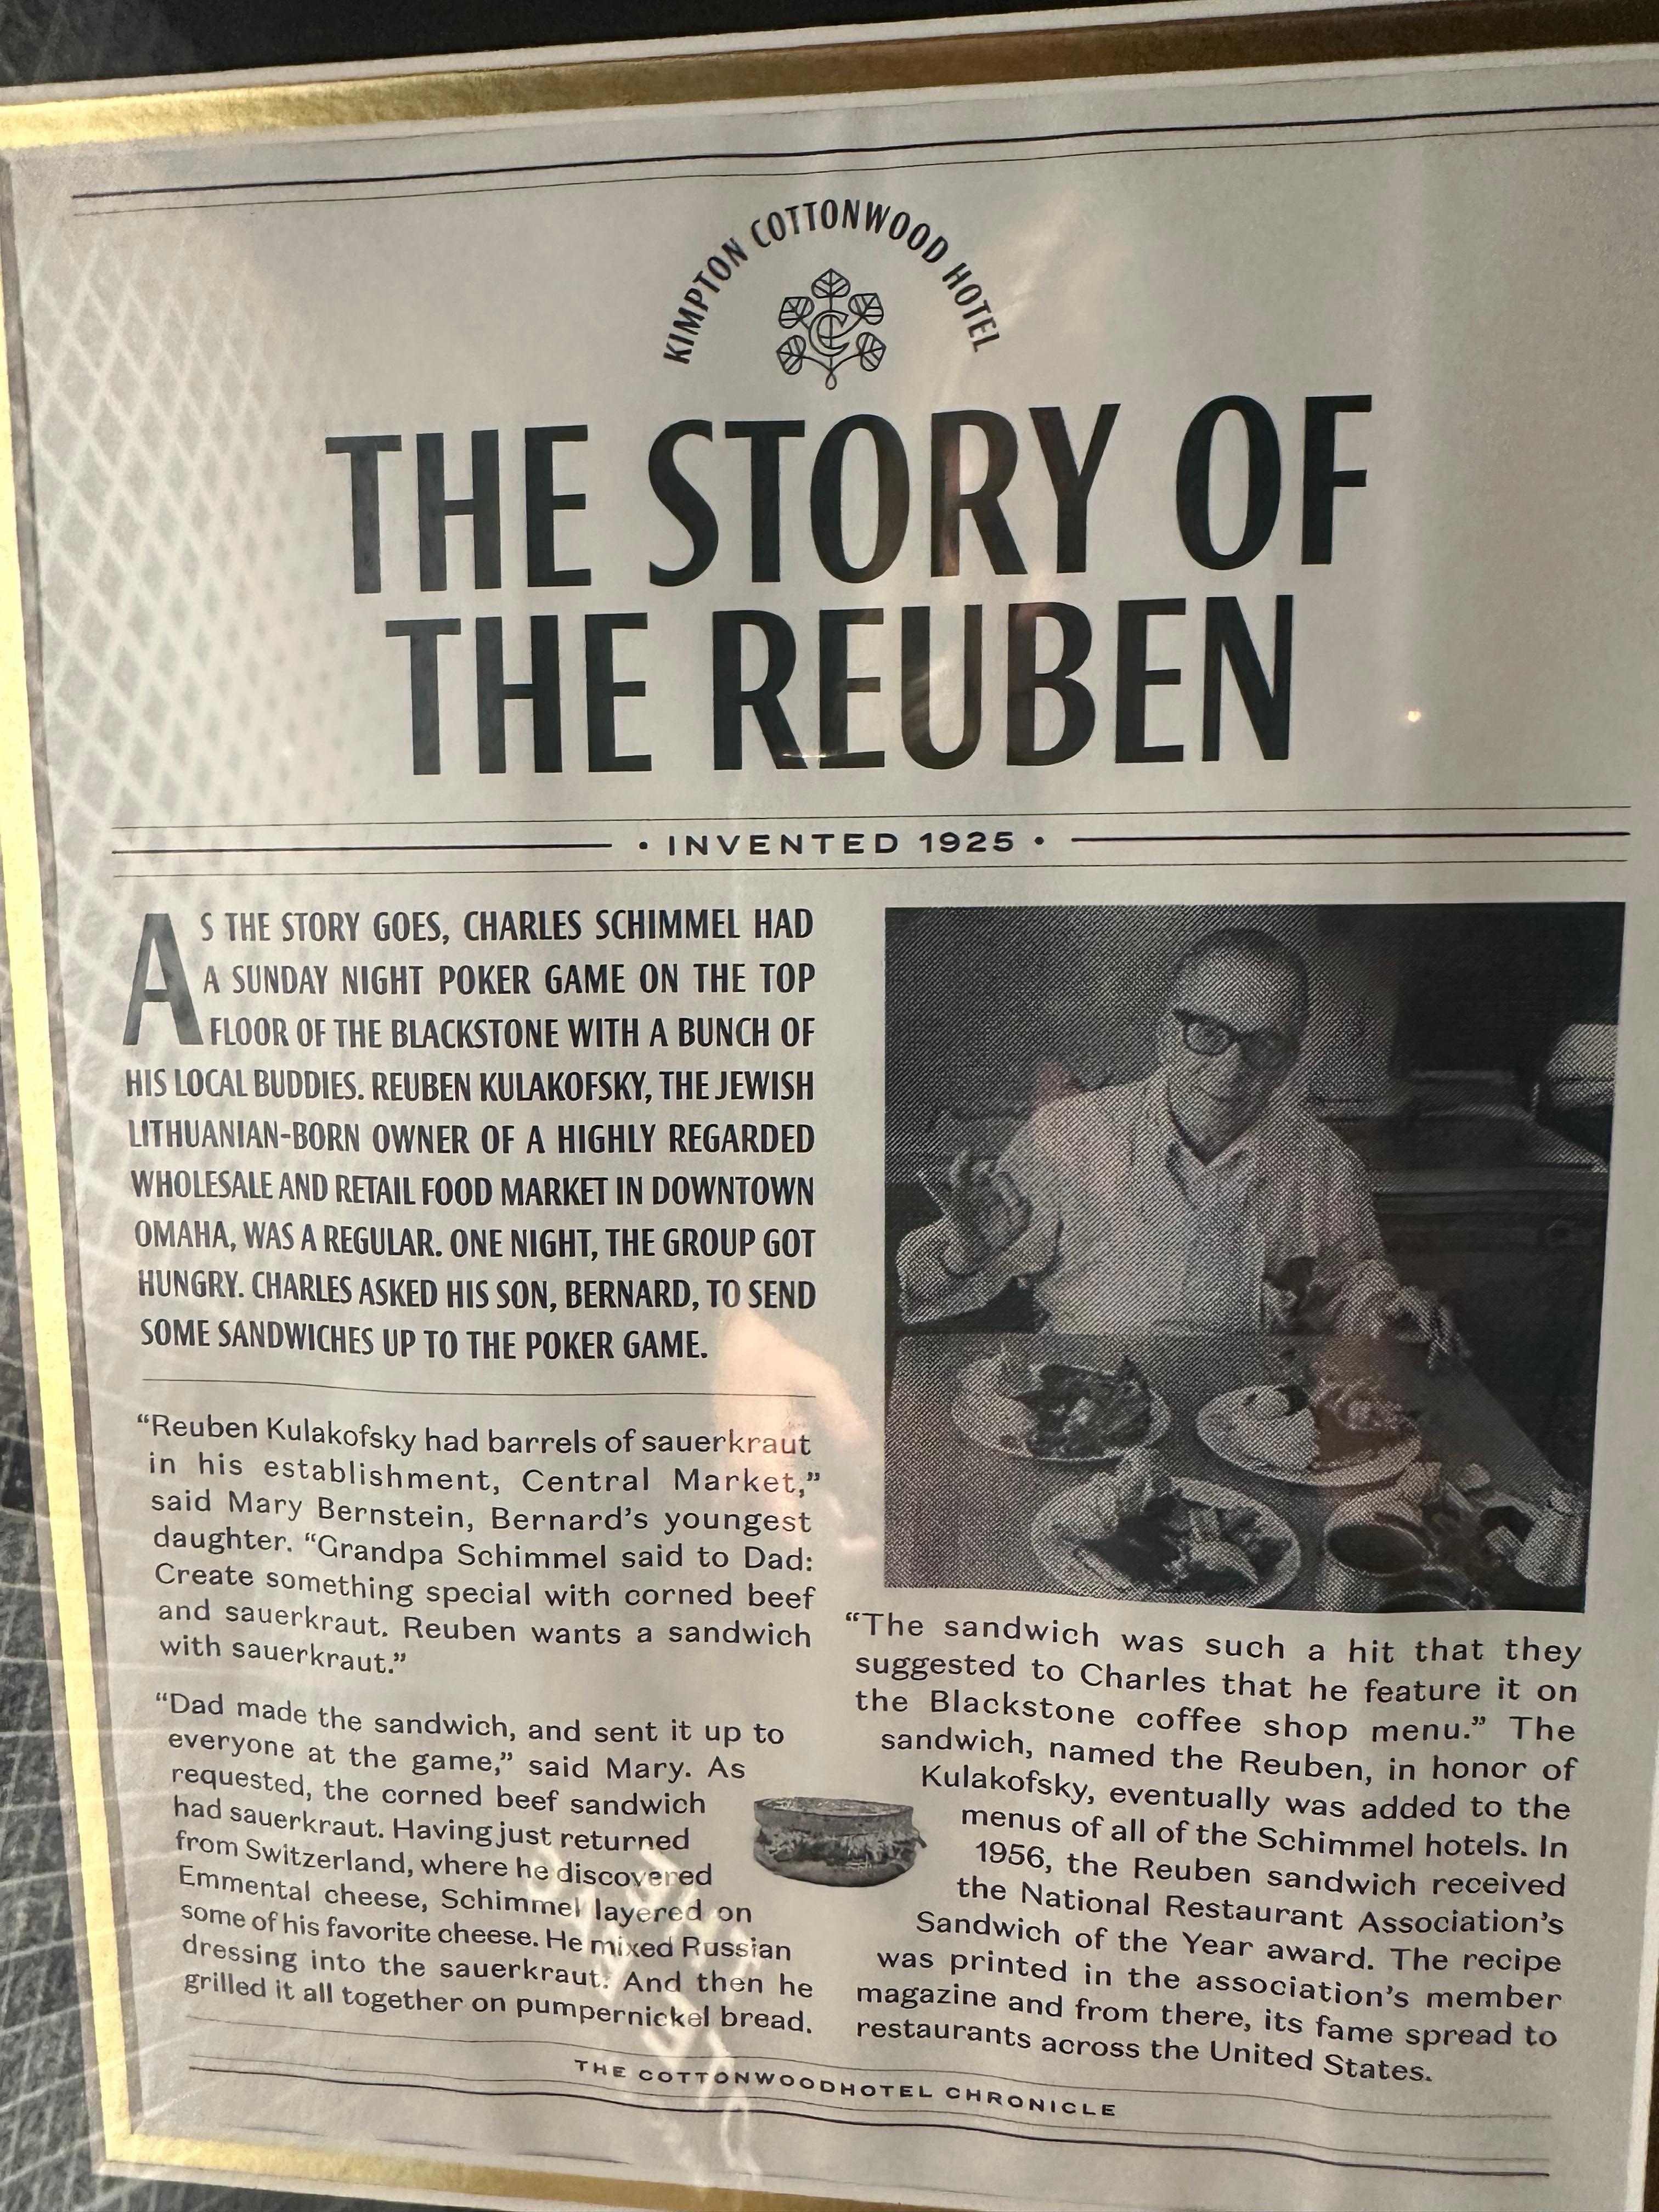 KIMPTON COTTONWOOD HOTEL
C
THE STORY OF
THE REUBEN
• INVENTED 1925 •
AS THE STORY GOES, CHARLES SCHIMMEL HAD
A SUNDAY NIGHT POKER GAME ON THE TOP
FLOOR OF THE BLACKSTONE WITH A BUNCH OF
HIS LOCAL BUDDIES. REUBEN KULAKOFSKY, THE JEWISH
LITHUANIAN-BORN OWNER OF A HIGHLY REGARDED
WHOLESALE AND RETAIL FOOD MARKET IN DOWNTOWN
OMAHA, WAS A REGULAR. ONE NIGHT, THE GROUP GOT
HUNGRY. CHARLES ASKED HIS SON, BERNARD, TO SEND
SOME SANDWICHES UP TO THE POKER GAME.
“Reuben Kulakofsky had barrels of sauerkraut
in his establishment, Central Market,”
said Mary Bernstein, Bernard’s youngest
daughter. “Grandpa Schimmel said to Dad:
Create something special with corned beef
and sauerkraut. Reuben wants a sandwich
with sauerkraut.”
“Dad made the sandwich, and sent it up to
everyone at the game,” said Mary. As
requested, the corned beef sandwich
had sauerkraut. Having just returned
from Switzerland, where he discovered
Emmental cheese, Schimmel layered on
some of his favorite cheese. He mixed Russian
dressing into the sauerkraut. And then he
grilled it all together on pumpernickel bread.
“The sandwich was such a hit that they
suggested to Charles that he feature it on
the Blackstone coffee shop menu.” The
sandwich, named the Reuben, in honor of
Kulakofsky, eventually was added to the
menus of all of the Schimmel hotels. In
1956, the Reuben sandwich received
the National Restaurant Association’s
Sandwich of the Year award. The recipe
was printed in the association’s member
magazine and from there, its fame spread to
restaurants across the United States.
THE COTTONWOODHOTEL CHRONICLE